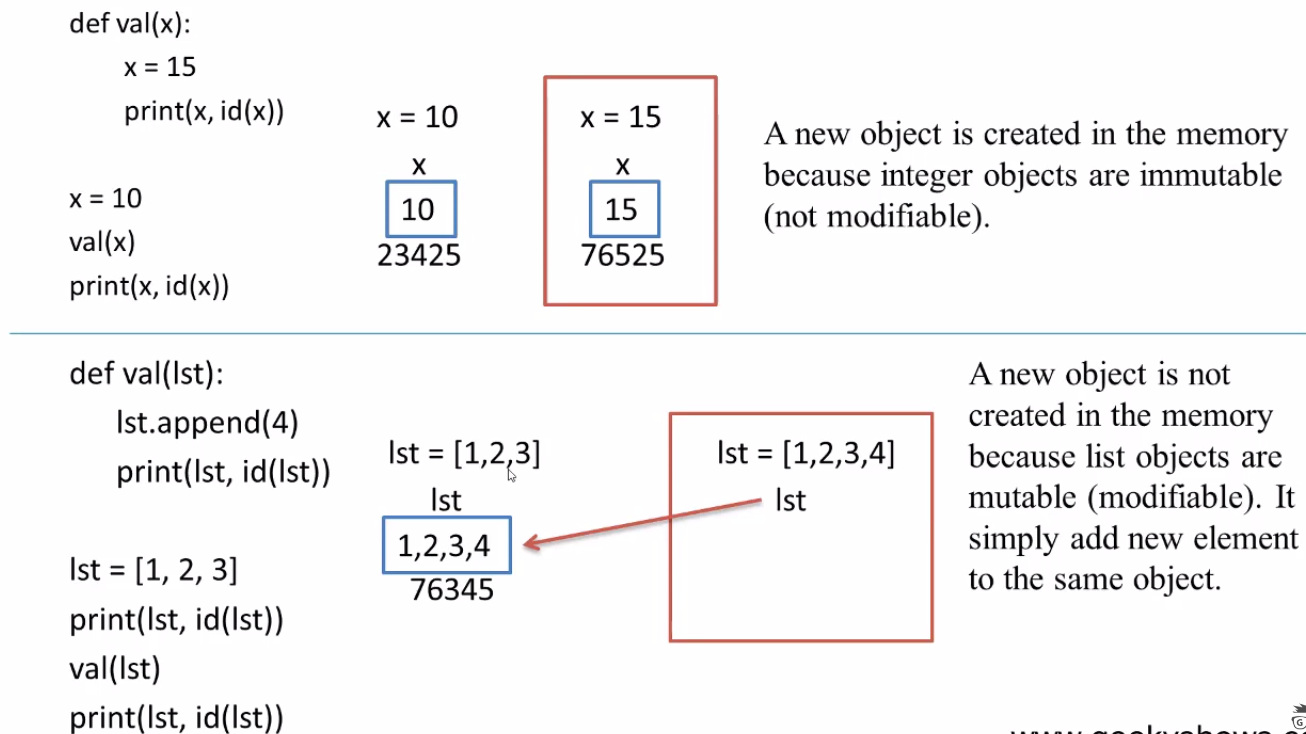 def val(x):
x = 15
print(x, id(x))
x = 10
val(x)
print(x, id(x))
x = 10
x
10
23425
x = 15
x
15
76525
A new object is created in the memory
because integer objects are immutable
(not modifiable).
def val(lst):
lst.append(4)
print(lst, id(lst))
lst = [1, 2, 3]
print(lst, id(lst))
val(lst)
print(lst, id(lst))
lst = [1,2,3]
lst
1,2,3,4
76345
lst = [1,2,3,4]
lst
A new object is not
created in the memory
because list objects are
mutable (modifiable). It
simply add new element
to the same object.